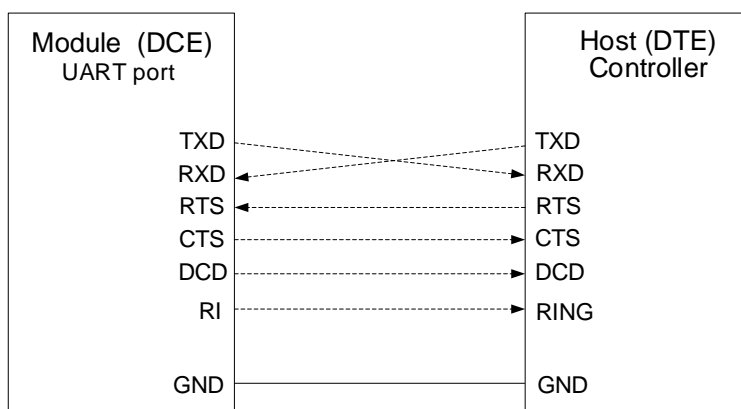 Module (DCE)
UART port
TXD
RXD
RTS
CTS
DCD
RI
GND
Host (DTE)
Controller
TXD
RXD
RTS
CTS
DCD
RING
GND